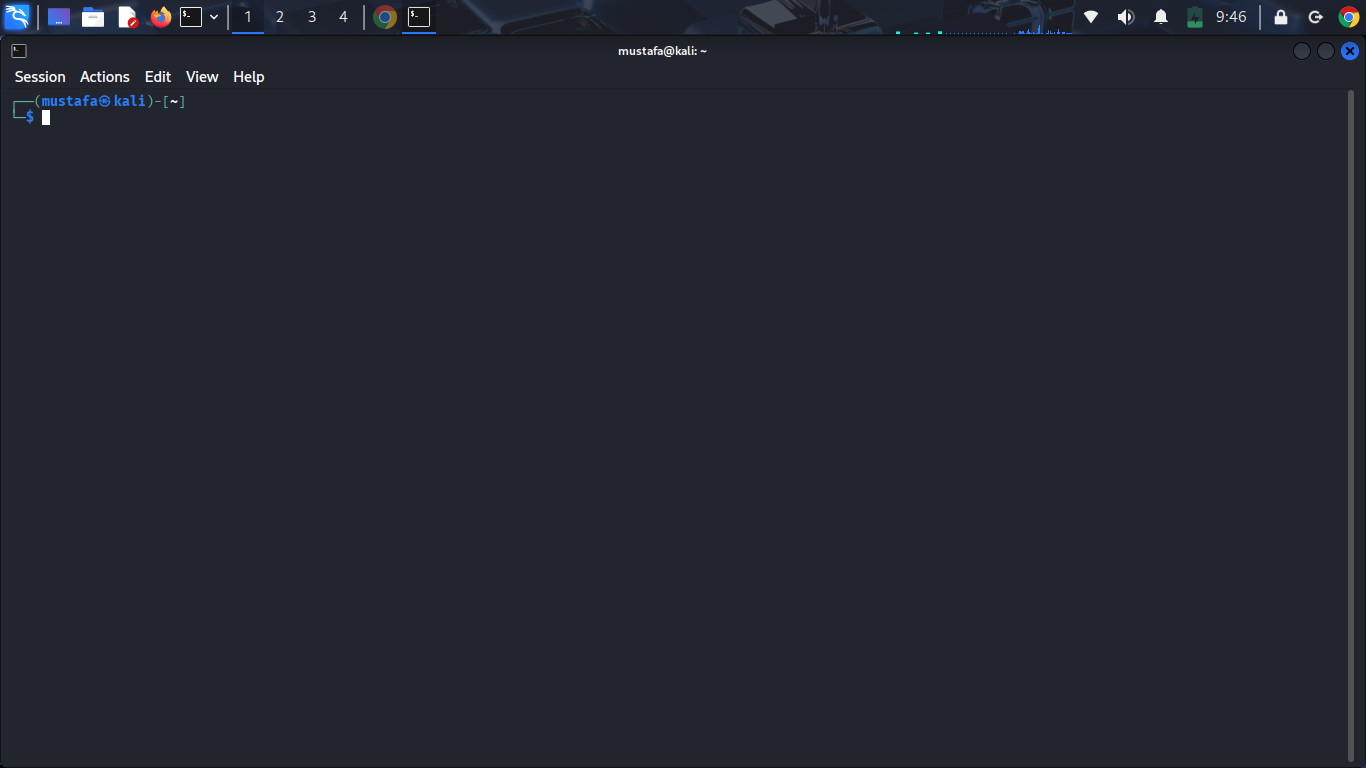 1 2 3 4 9:46
mustafa@kali: ~
Session Actions Edit View Help
┌──(mustafa㉿kali)-[~]
└─$